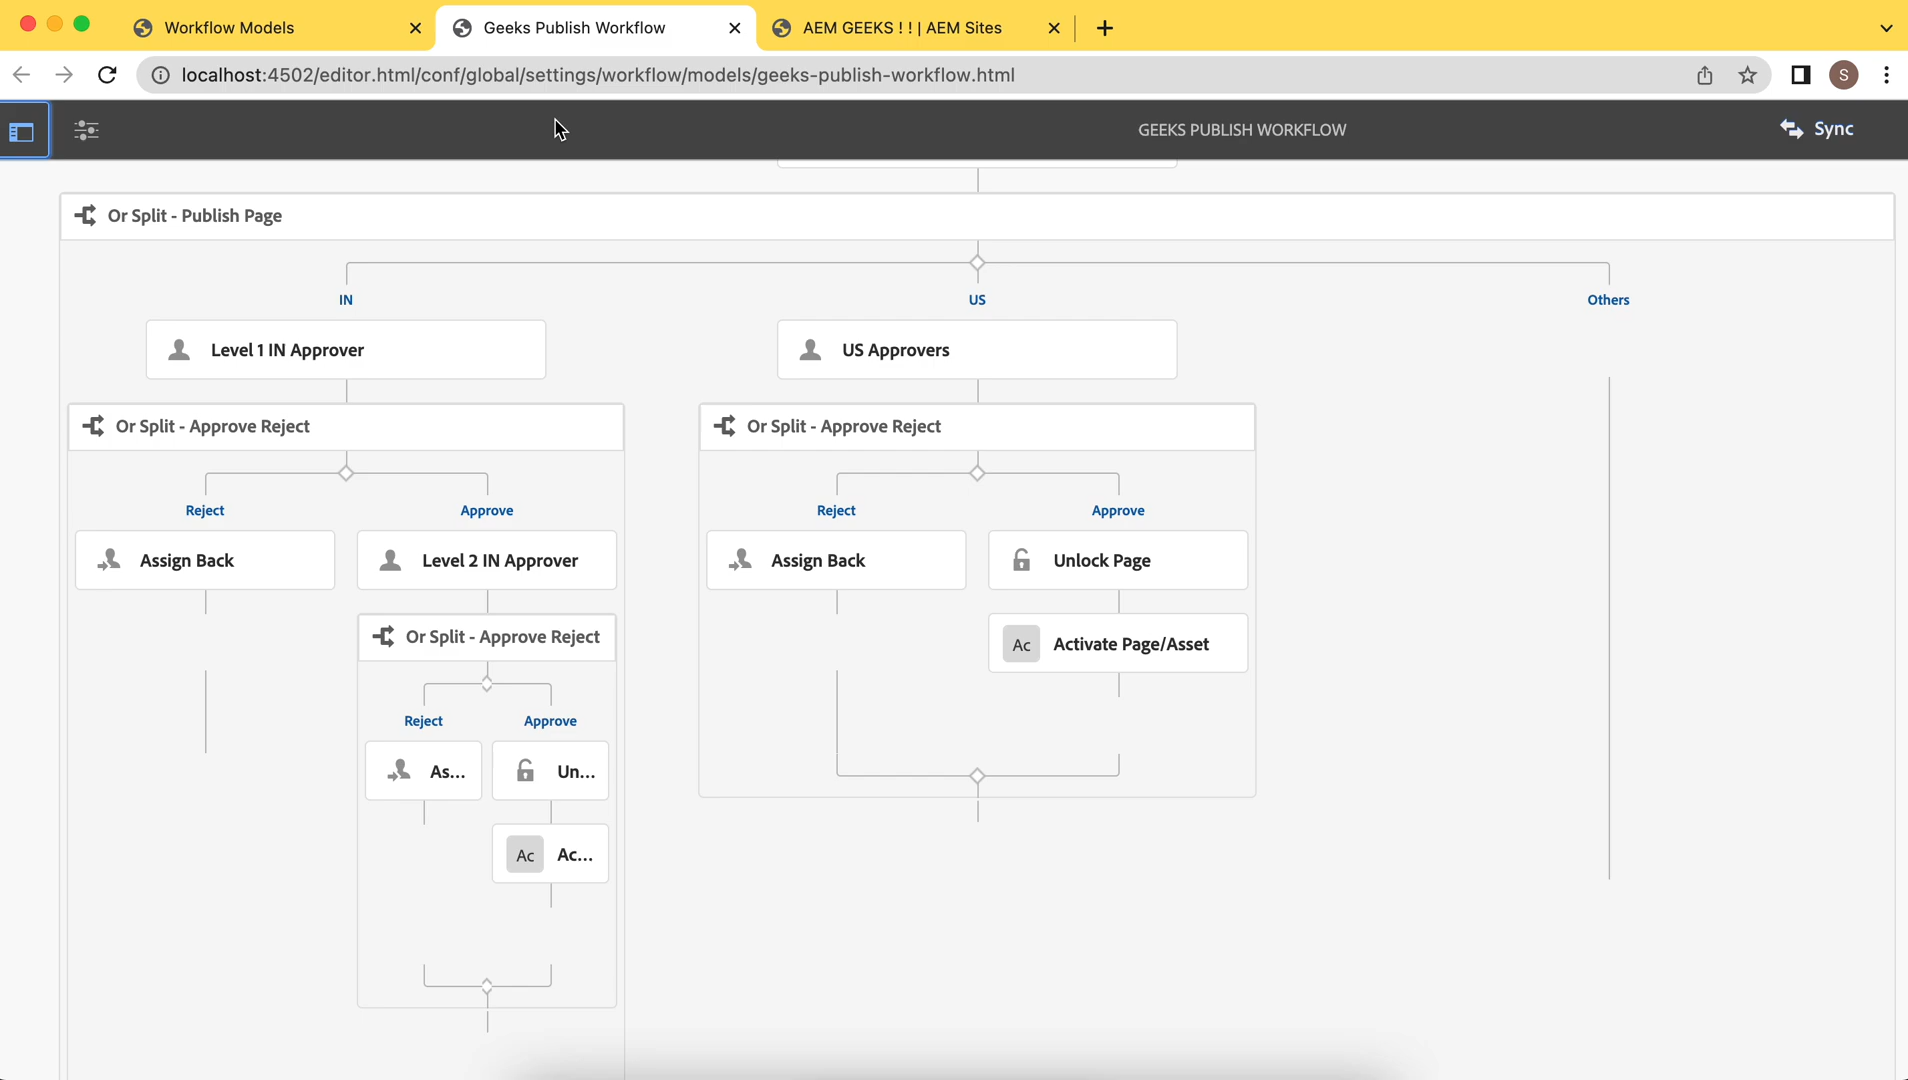 Workflow Models
Geeks Publish Workflow
AEM GEEKS ! ! | AEM Sites
localhost:4502/editor.html/conf/global/settings/workflow/models/geeks-publish-workflow.html
S
GEEKS PUBLISH WORKFLOW
Sync
Or Split - Publish Page
IN
US
Others
Level 1 IN Approver
US Approvers
Or Split - Approve Reject
Or Split - Approve Reject
Reject
Approve
Reject
Approve
Assign Back
Level 2 IN Approver
Assign Back
Unlock Page
Or Split - Approve Reject
Ac Activate Page/Asset
Reject
Approve
As...
Un...
Ac Ac...